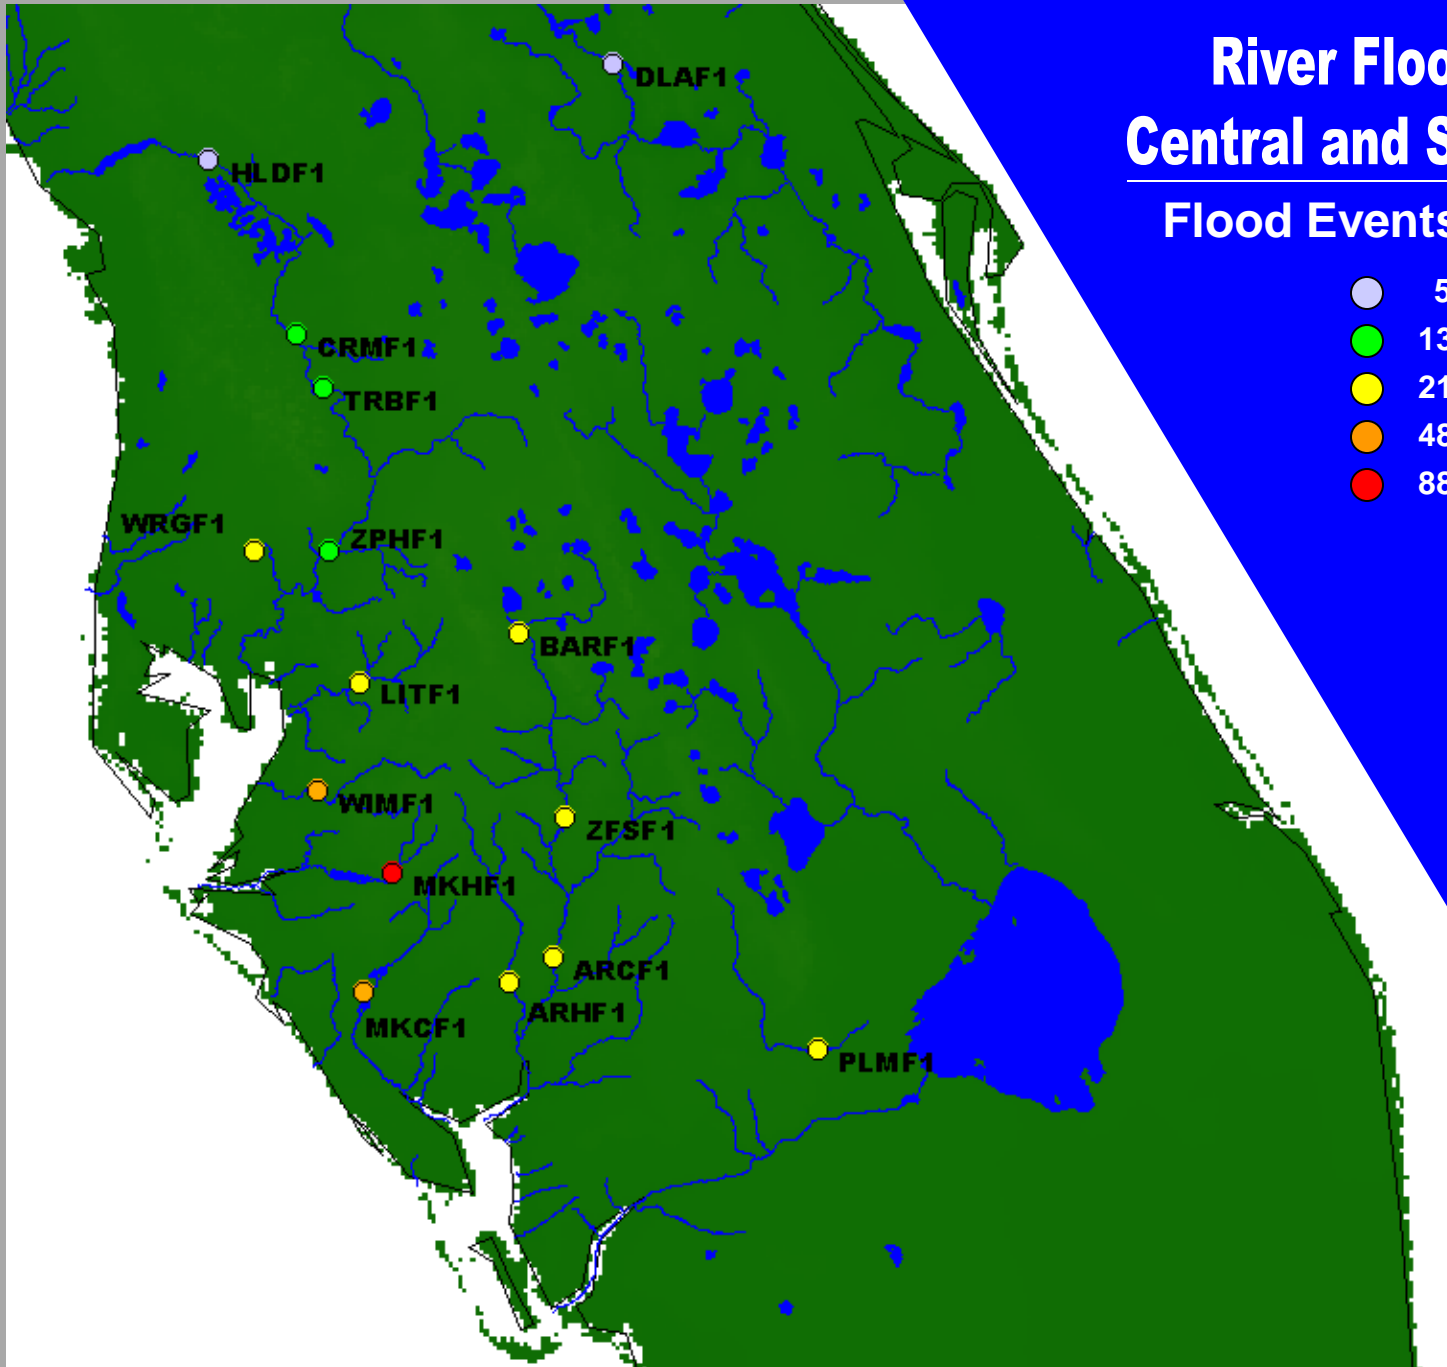 River Floo
Central and S
Flood Events
5
13
21
48
88
DLAF1
HLDF1
CRMF1
TRBF1
WRGF1
ZPHF1
BARF1
LITF1
WIMF1
ZFSF1
MKHF1
ARCF1
ARHF1
MKCF1
PLMF1